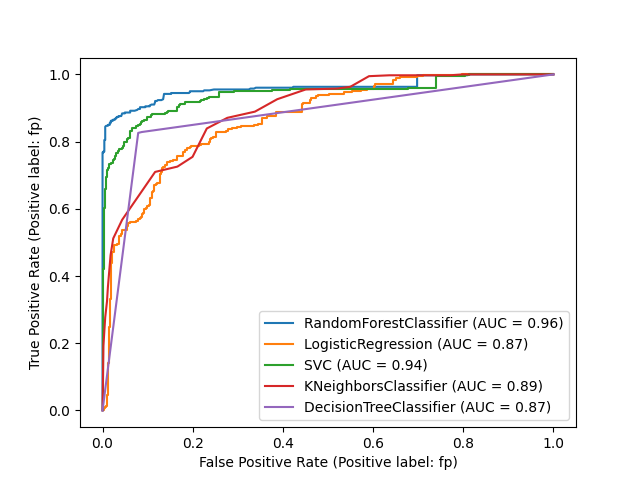 1.0
0.8
0.6
0.4
0.2
0.0
True Positive Rate (Positive label: fp)
RandomForestClassifier (AUC = 0.96)
LogisticRegression (AUC = 0.87)
SVC (AUC = 0.94)
KNeighborsClassifier (AUC = 0.89)
DecisionTreeClassifier (AUC = 0.87)
0.0 0.2 0.4 0.6 0.8 1.0
False Positive Rate (Positive label: fp)